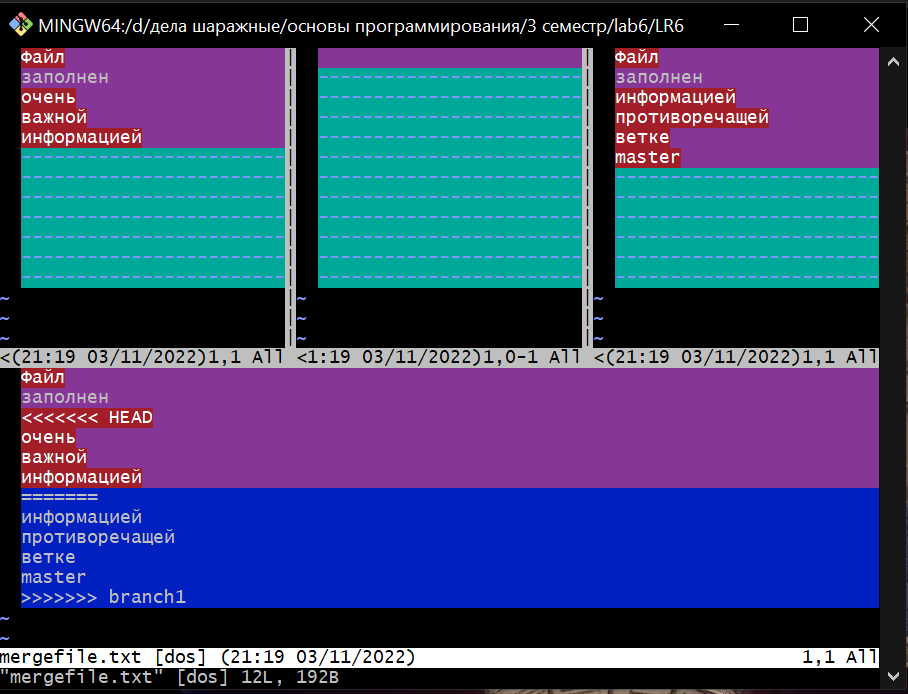 MINGW64:/d/дела шаражные/основы программирования/3 семестр/lab6/LR6
Файл
заполнен
очень
важной
информацией
Файл
заполнен
информацией
противоречащей
ветке
master
~ ~ ~
~ ~ ~
~ ~ ~
<(21:19 03/11/2022)1,1 All <1:19 03/11/2022)1,0-1 All <(21:19 03/11/2022)1,1 All
Файл
заполнен
<<<<<<< HEAD
очень
важной
информацией
=======
информацией
противоречащей
ветке
master
>>>>>>> branch1
~
~
mergefile.txt [dos] (21:19 03/11/2022) 1,1 All
"mergefile.txt" [dos] 12L, 192B